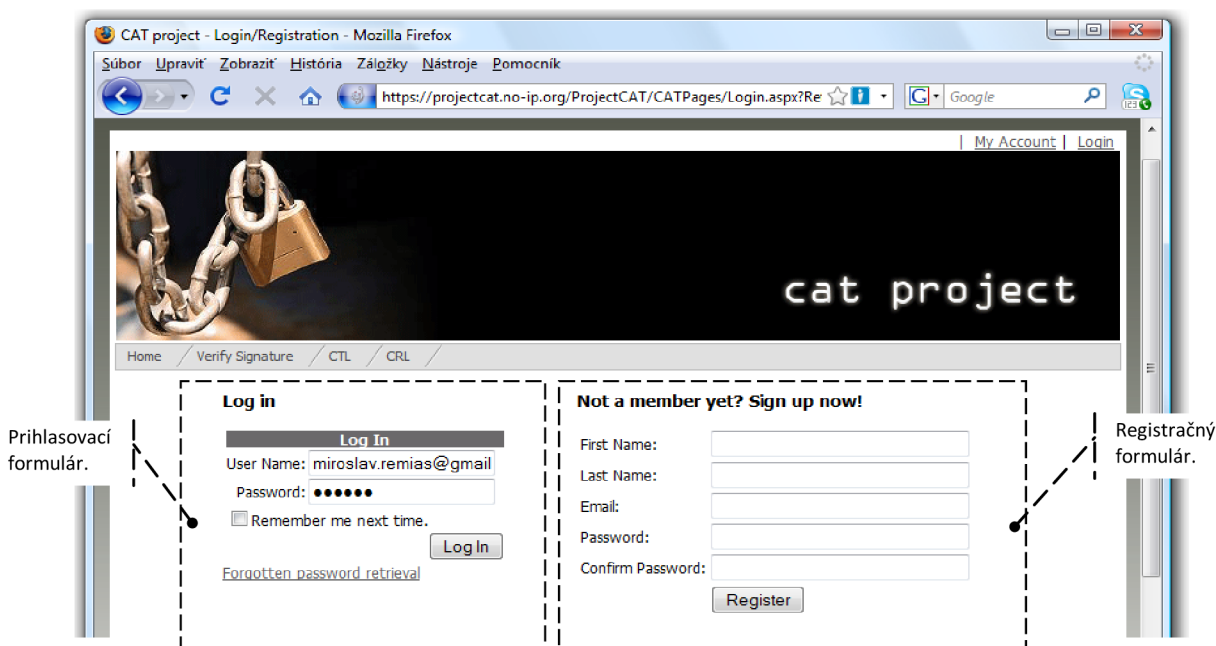 CAT project - Login/Registration - Mozilla Firefox
Súbor Upraviť Zobraziť História Záložky Nástroje Pomocník
https://projectcat.no-ip.org/ProjectCAT/CATPages/Login.aspx?Re
Google
123
| My Account | Login
cat project
Home / Verify Signature / CTL / CRL /
Log in
Log In
User Name: miroslav.remias@gmail
Password: ●●●●●●
Remember me next time.
Log In
Forgotten password retrieval
Not a member yet? Sign up now!
First Name:
Last Name:
Email:
Password:
Confirm Password:
Register
Prihlasovací
formulár.
Registračný
formulár.